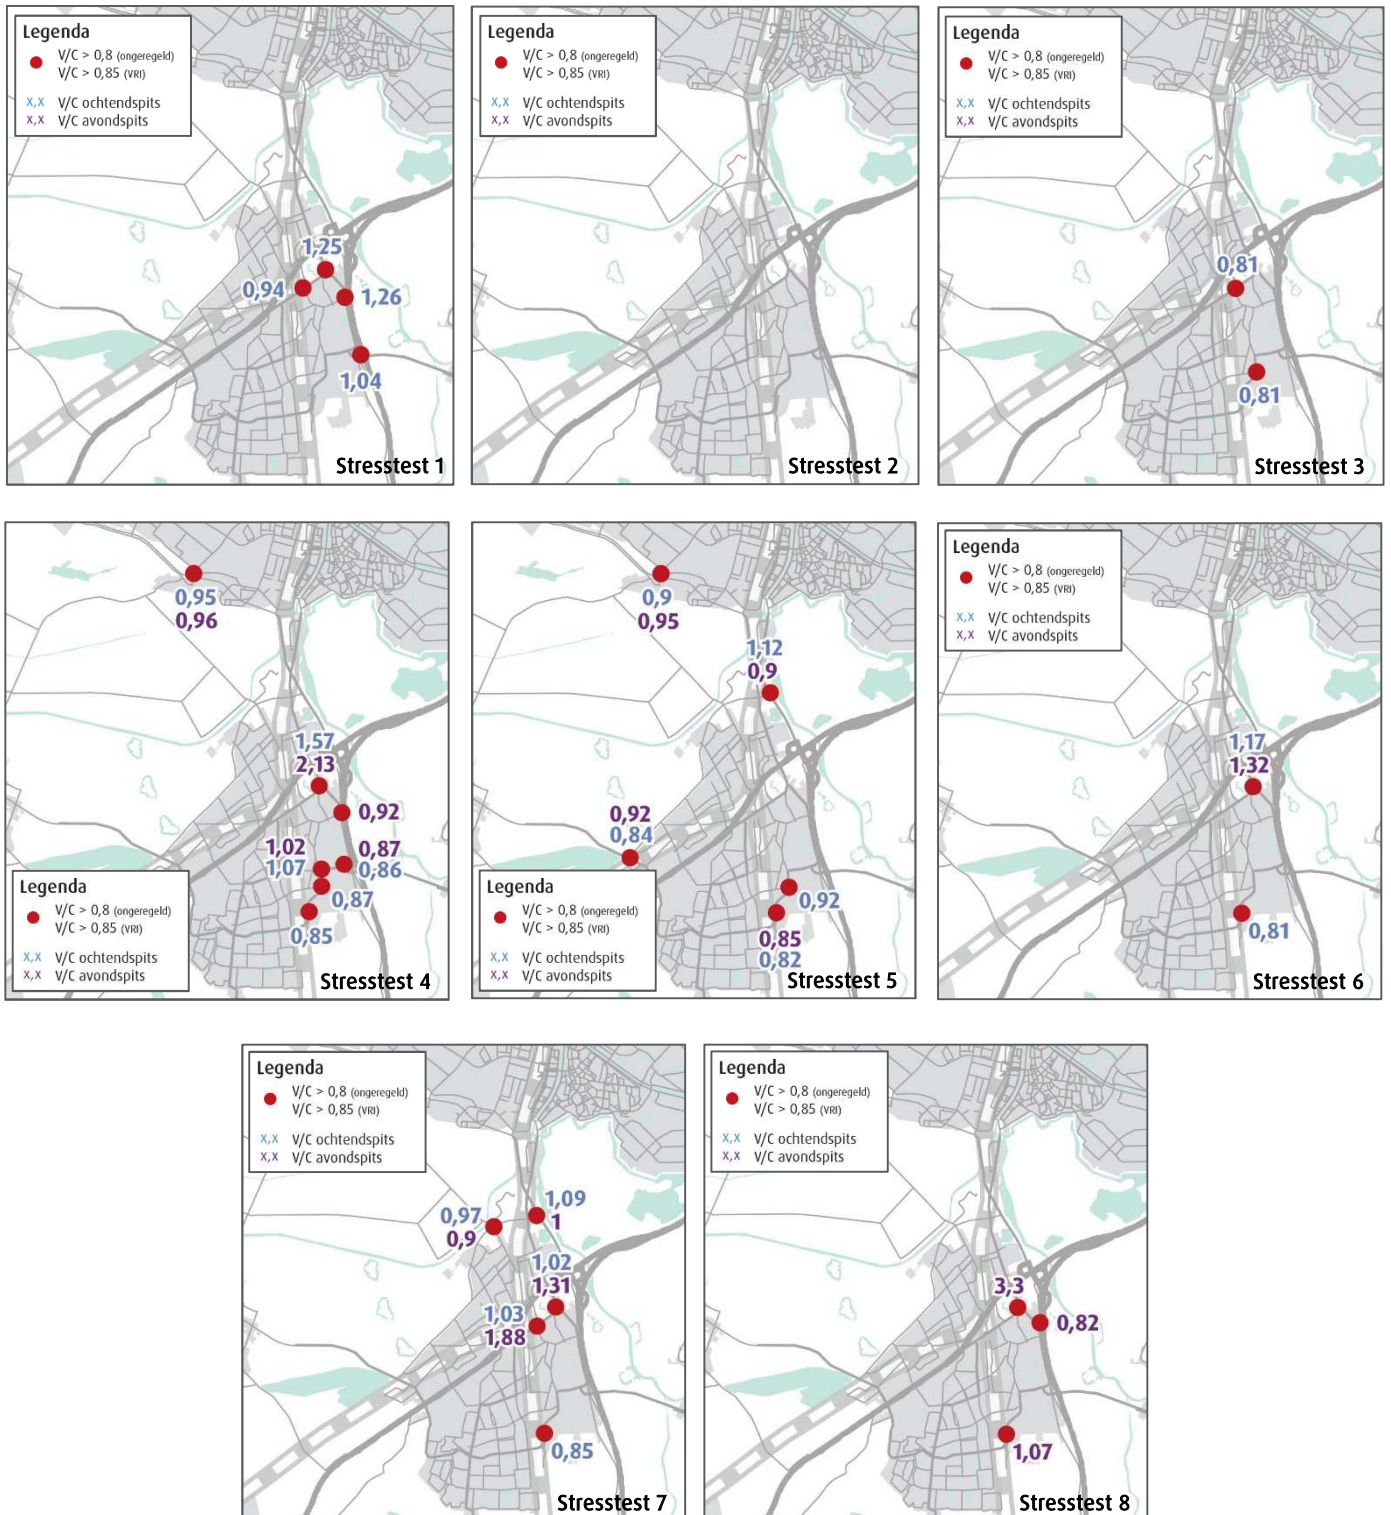 Legenda
V/C > 0,8 (ongeregeld)
V/C > 0,85 (VRI)
x,x V/C ochtendspits
x,x V/C avondspits
1,25
0,94
1,26
1,04
Stresstest 1
Legenda
V/C > 0,8 (ongeregeld)
V/C > 0,85 (VRI)
x,x V/C ochtendspits
x,x V/C avondspits
Stresstest 2
Legenda
V/C > 0,8 (ongeregeld)
V/C > 0,85 (VRI)
x,x V/C ochtendspits
x,x V/C avondspits
0,81
0,81
Stresstest 3
0,95
0,96
1,57
2,13
0,92
1,02
1,07
0,87
0,86
0,87
0,85
Legenda
V/C > 0,8 (ongeregeld)
V/C > 0,85 (VRI)
x,x V/C ochtendspits
x,x V/C avondspits
Stresstest 4
0,9
0,95
1,12
0,9
0,92
0,84
0,92
0,85
0,82
Legenda
V/C > 0,8 (ongeregeld)
V/C > 0,85 (VRI)
x,x V/C ochtendspits
x,x V/C avondspits
Stresstest 5
Legenda
V/C > 0,8 (ongeregeld)
V/C > 0,85 (VRI)
x,x V/C ochtendspits
x,x V/C avondspits
1,17
1,32
0,81
Stresstest 6
Legenda
V/C > 0,8 (ongeregeld)
V/C > 0,85 (VRI)
x,x V/C ochtendspits
x,x V/C avondspits
1,09
1
0,97
0,9
1,02
1,31
1,03
1,88
0,85
Stresstest 7
Legenda
V/C > 0,8 (ongeregeld)
V/C > 0,85 (VRI)
x,x V/C ochtendspits
x,x V/C avondspits
3,3
0,82
1,07
Stresstest 8